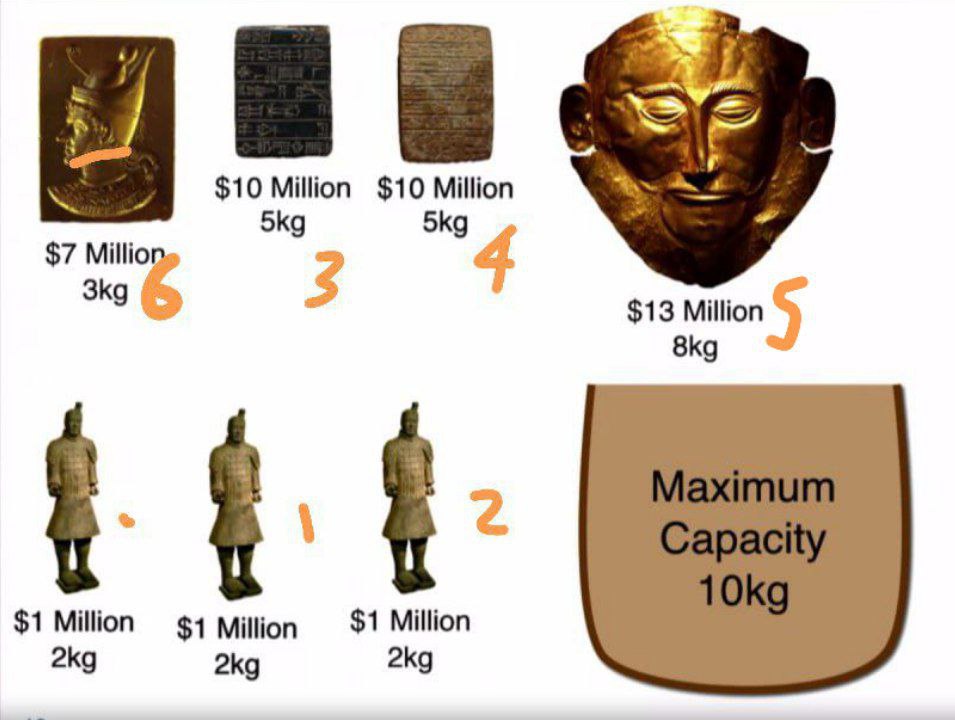 $10 Million
5kg
$10 Million
5kg
$7 Million
3kg
6
3
4
$13 Million
8kg
5
1
2
$1 Million
2kg
$1 Million
2kg
$1 Million
2kg
Maximum
Capacity
10kg